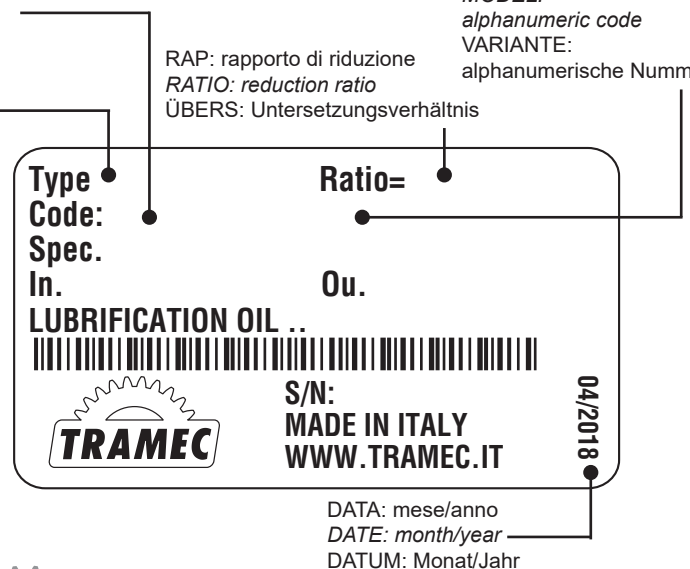 alphanumeric code
VARIANTE:
RAP: rapporto di riduzione
RATIO: reduction ratio
alphanumerische Numm
ÜBERS: Untersetzungsverhältnis
Type
Ratio=
Code:
Spec.
In.
Ou.
LUBRIFICATION OIL ..
TRAMEC
S/N:
MADE IN ITALY
WWW.TRAMEC.IT
04/2018
DATA: mese/anno
DATE: month/year
DATUM: Monat/Jahr